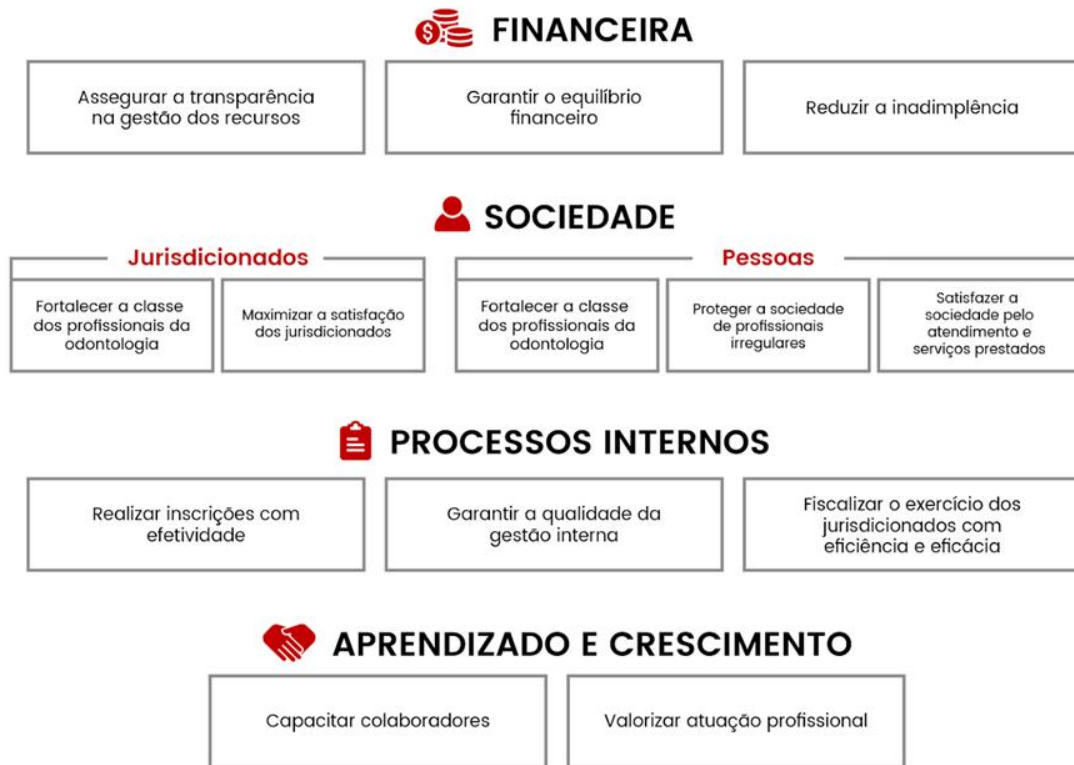 FINANCEIRA
Assegurar a transparência
na gestão dos recursos
Garantir o equilíbrio
financeiro
Reduzir a inadimplência
SOCIEDADE
Jurisdicionados
Fortalecer a classe
dos profissionais da
odontologia
Maximizar a satisfação
dos jurisdicionados
Pessoas
Fortalecer a classe
dos profissionais da
odontologia
Proteger a sociedade
de profissionais
irregulares
Satisfazer a
sociedade pelo
atendimento e
serviços prestados
PROCESSOS INTERNOS
Realizar inscrições com
efetividade
Garantir a qualidade da
gestão interna
Fiscalizar o exercício dos
jurisdicionados com
eficiência e eficácia
APRENDIZADO E CRESCIMENTO
Capacitar colaboradores
Valorizar atuação profissional